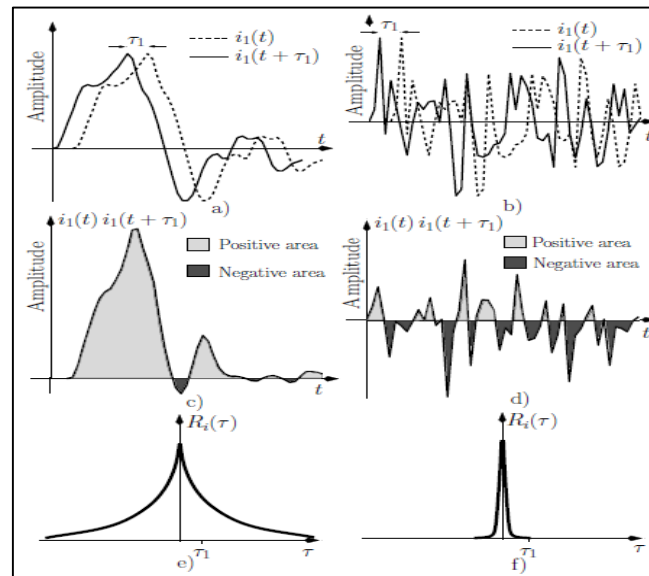 τ₁
i₁(t)
i₁(t + τ₁)
Amplitude
t
a)
τ₁
i₁(t)
i₁(t + τ₁)
Amplitude
t
b)
i₁(t) i₁(t + τ₁)
Positive area
Negative area
Amplitude
t
c)
i₁(t) i₁(t + τ₁)
Positive area
Negative area
Amplitude
t
d)
Rᵢ(τ)
τ₁
τ
e)
Rᵢ(τ)
τ₁
τ
f)